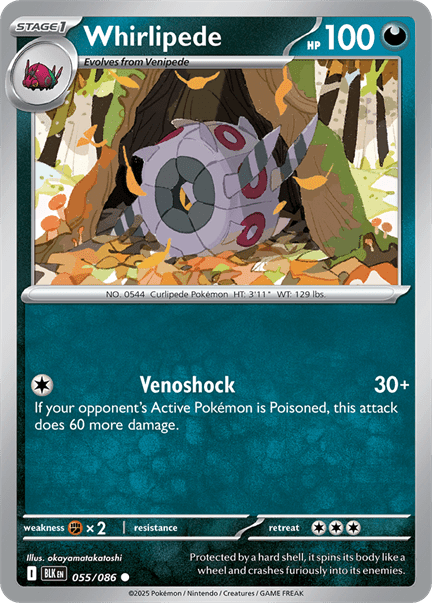 STAGE 1
Whirlipede
HP 100
Evolves from Venipede
NO. 0544 Curlipede Pokémon HT: 3'11" WT: 129 lbs.
Venoshock 30+
If your opponent's Active Pokémon is Poisoned, this attack
does 60 more damage.
weakness ×2 resistance retreat
Illus. okayamatakatoshi
Protected by a hard shell, it spins its body like a
wheel and crashes furiously into its enemies.
I BLK EN 055/086
©2025 Pokémon / Nintendo / Creatures / GAME FREAK